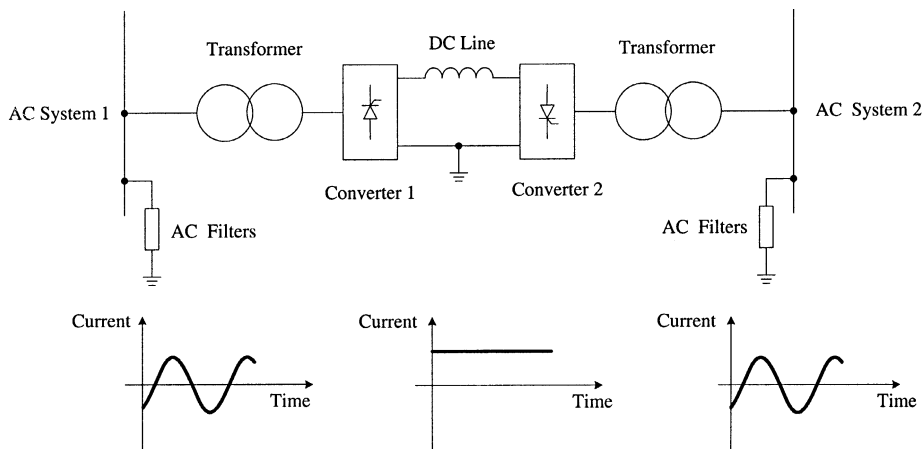 Transformer
DC Line
Transformer
AC System 1
AC System 2
Converter 1
Converter 2
AC Filters
AC Filters
Current
Time
Current
Time
Current
Time